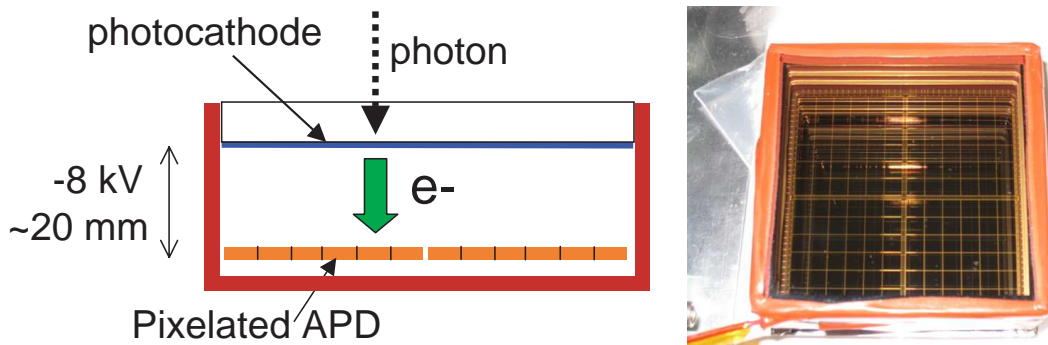 photocathode
photon
-8 kV
~20 mm
e-
Pixelated APD